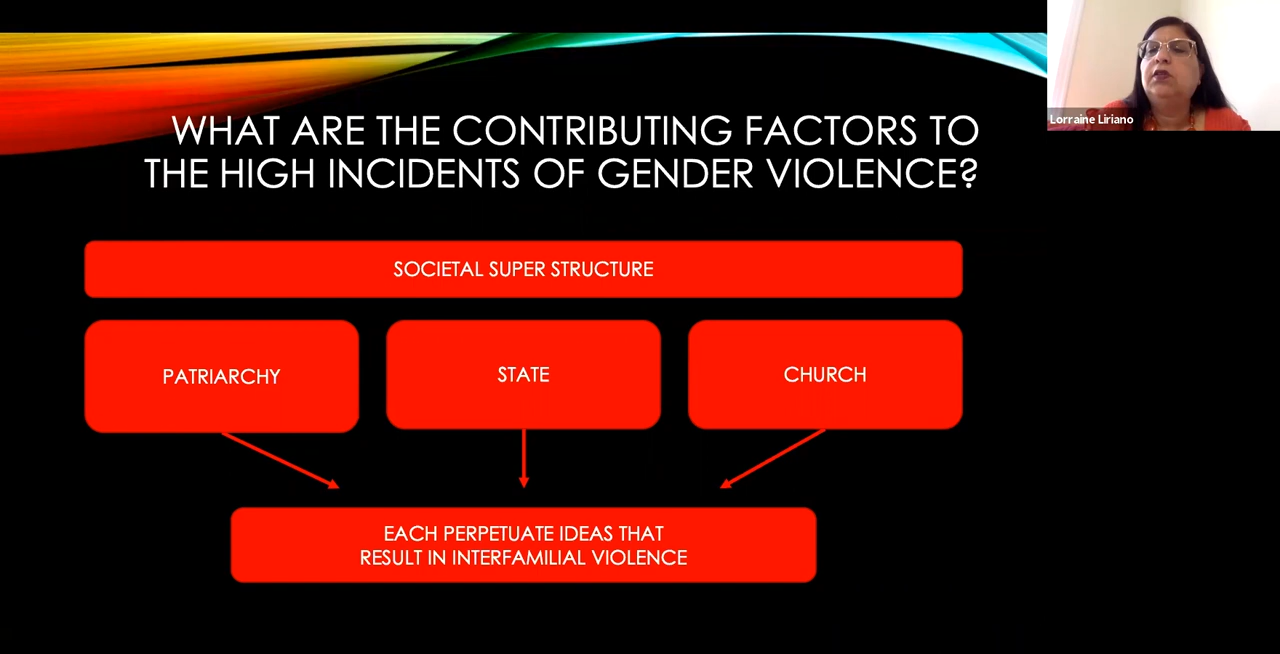 WHAT ARE THE CONTRIBUTING FACTORS TO
THE HIGH INCIDENTS OF GENDER VIOLENCE?
Lorraine Liriano
SOCIETAL SUPER STRUCTURE
PATRIARCHY
STATE
CHURCH
EACH PERPETUATE IDEAS THAT
RESULT IN INTERFAMILIAL VIOLENCE